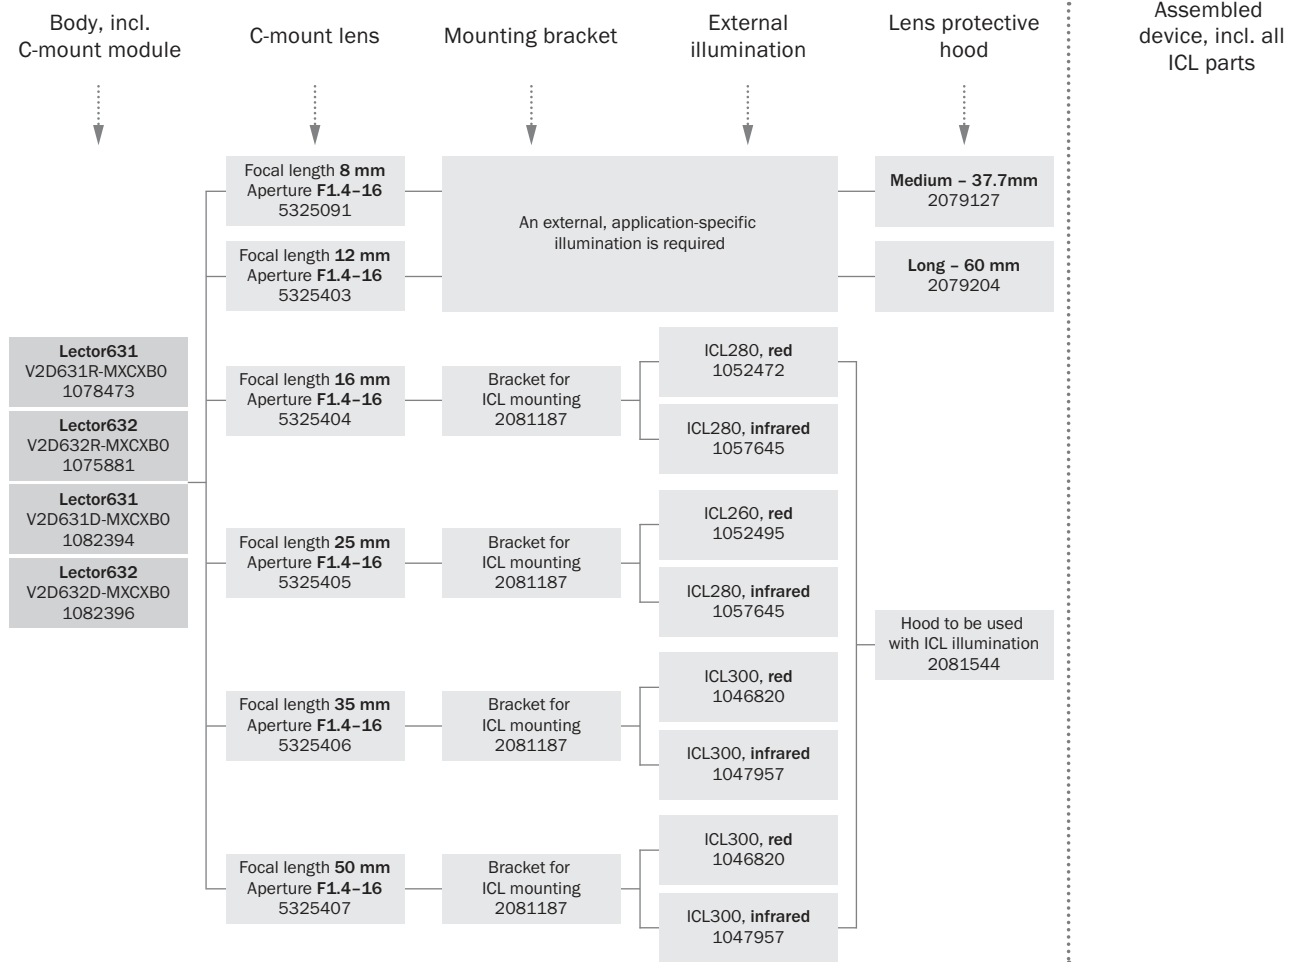 Body, incl.
C-mount module
C-mount lens
Mounting bracket
External
illumination
Lens protective
hood
Assembled
device, incl. all
ICL parts
Focal length 8 mm
Aperture F1.4–16
5325091
Focal length 12 mm
Aperture F1.4–16
5325403
An external, application-specific
illumination is required
Medium – 37.7mm
2079127
Long – 60 mm
2079204
Lector631
V2D631R-MXCXB0
1078473
Lector632
V2D632R-MXCXB0
1075881
Lector631
V2D631D-MXCXB0
1082394
Lector632
V2D632D-MXCXB0
1082396
Focal length 16 mm
Aperture F1.4–16
5325404
Bracket for
ICL mounting
2081187
ICL280, red
1052472
ICL280, infrared
1057645
Focal length 25 mm
Aperture F1.4–16
5325405
Bracket for
ICL mounting
2081187
ICL260, red
1052495
ICL280, infrared
1057645
Focal length 35 mm
Aperture F1.4–16
5325406
Bracket for
ICL mounting
2081187
ICL300, red
1046820
ICL300, infrared
1047957
Focal length 50 mm
Aperture F1.4–16
5325407
Bracket for
ICL mounting
2081187
ICL300, red
1046820
ICL300, infrared
1047957
Hood to be used
with ICL illumination
2081544